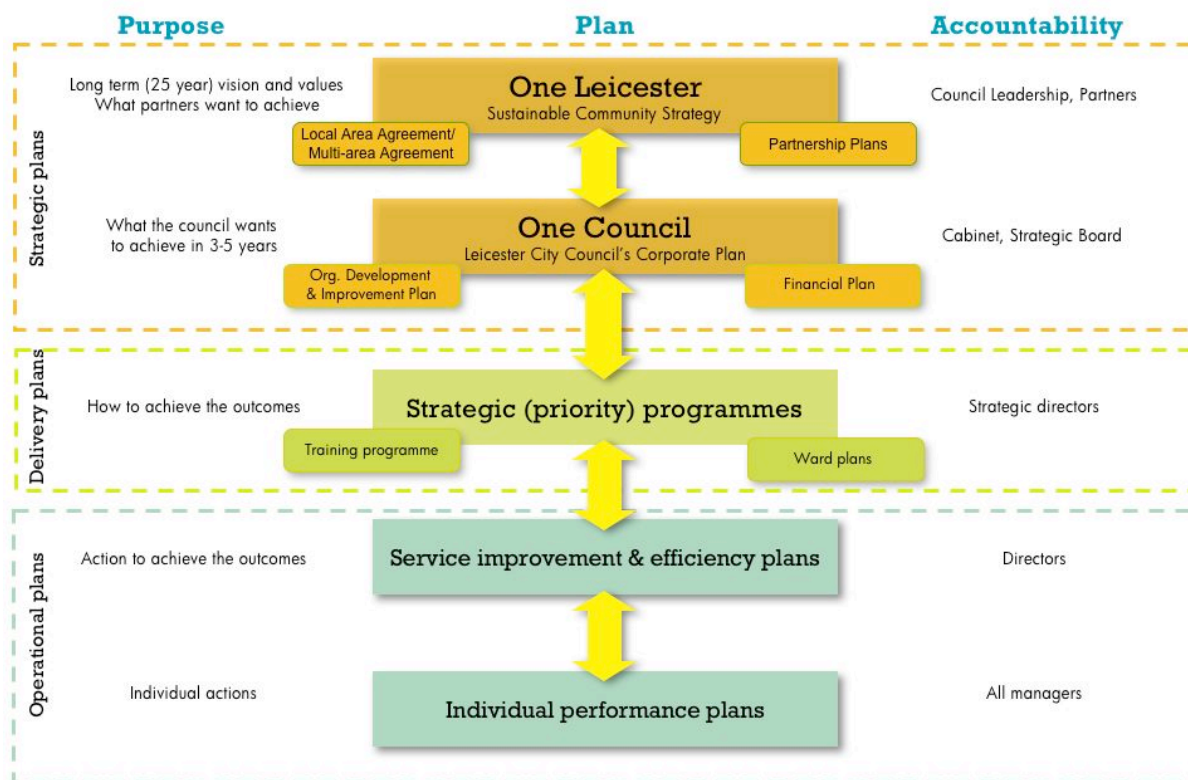 Purpose
Plan
Accountability
Strategic plans
Long term (25 year) vision and values
What partners want to achieve
One Leicester
Sustainable Community Strategy
Local Area Agreement/
Multi-area Agreement
Partnership Plans
Council Leadership, Partners
What the council wants
to achieve in 3-5 years
One Council
Leicester City Council's Corporate Plan
Org. Development
& Improvement Plan
Financial Plan
Cabinet, Strategic Board
Delivery plans
How to achieve the outcomes
Strategic (priority) programmes
Training programme
Ward plans
Strategic directors
Operational plans
Action to achieve the outcomes
Service improvement & efficiency plans
Directors
Individual actions
Individual performance plans
All managers